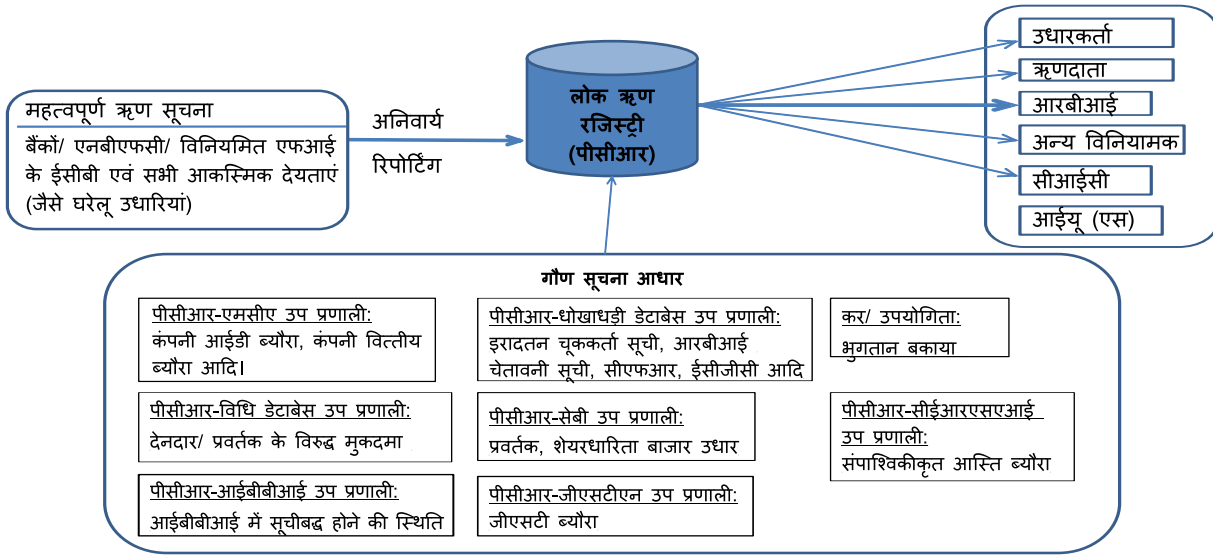 महत्वपूर्ण ऋण सूचना
बैंकों/ एनबीएफसी/ विनियमित एफआई
के ईसीबी एवं सभी आकस्मिक देयताएं
(जैसे घरेलू उधारियां)
अनिवार्य
रिपोर्टिंग
लोक ऋण
रजिस्ट्री
(पीसीआर)
उधारकर्ता
ऋणदाता
आरबीआई
अन्य विनियामक
सीआईसी
आईयू (एस)
गौण सूचना आधार
पीसीआर-एमसीए उप प्रणाली:
कंपनी आईडी ब्यौरा, कंपनी वित्तीय
ब्यौरा आदि।
पीसीआर-धोखाधड़ी डेटाबेस उप प्रणाली:
इरादतन चूककर्ता सूची, आरबीआई
चेतावनी सूची, सीएफआर, ईसीजीसी आदि
कर/ उपयोगिता:
भुगतान बकाया
पीसीआर-विधि डेटाबेस उप प्रणाली:
देनदार/ प्रवर्तक के विरुद्ध मुकदमा
पीसीआर-सेबी उप प्रणाली:
प्रवर्तक, शेयरधारिता बाजार उधार
पीसीआर-सीईआरएसएआई
उप प्रणाली:
संपाश्विकीकृत आस्ति ब्यौरा
पीसीआर-आईबीबीआई उप प्रणाली:
आईबीबीआई में सूचीबद्ध होने की स्थिति
पीसीआर-जीएसटीएन उप प्रणाली:
जीएसटी ब्यौरा